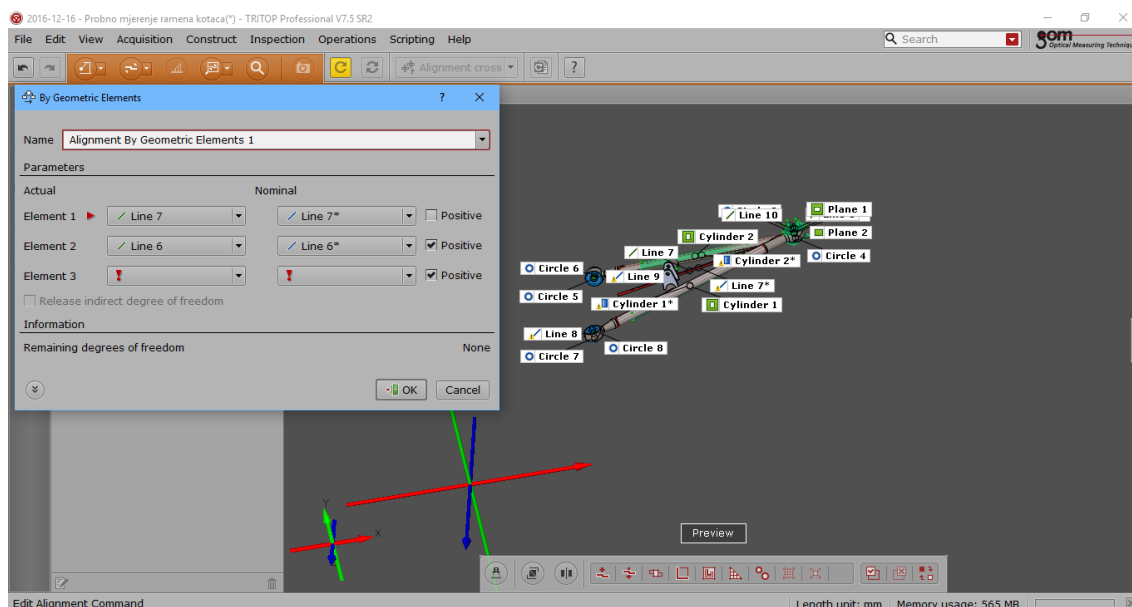 2016-12-16 - Probno mjerenje ramena kotaca(*) - TRITOP Professional V7.5 SR2
File Edit View Acquisition Construct Inspection Operations Scripting Help
Search
gom
Optical Measuring
Alignment cross
By Geometric Elements
Name Alignment By Geometric Elements 1
Parameters
Actual Nominal
Element 1 Line 7 Line 7* Positive
Element 2 Line 6 Line 6* Positive
Element 3 Positive
Release indirect degree of freedom
Information
Remaining degrees of freedom None
OK Cancel
Line 10
Plane 1
Cylinder 2
Plane 2
Line 7
Cylinder 2*
Circle 4
Circle 6
Line 9
Line 7*
Circle 5
Cylinder 1*
Cylinder 1
Line 8
Circle 8
Circle 7
Y
X
Preview
Edit Alignment Command
Length unit: mm Memory usage: 565 MB